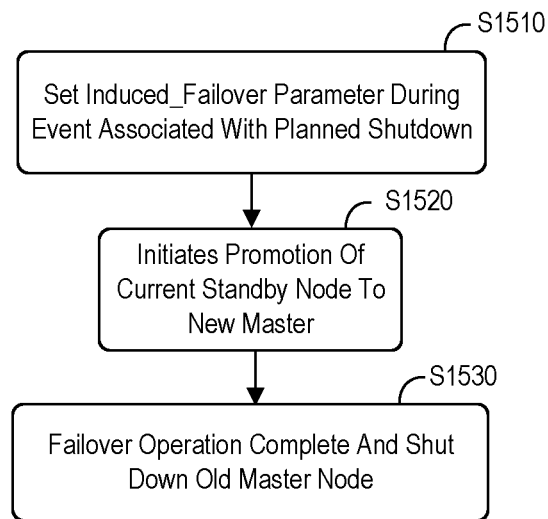 S1510
Set Induced_Failover Parameter During
Event Associated With Planned Shutdown
S1520
Initiates Promotion Of
Current Standby Node To
New Master
S1530
Failover Operation Complete And Shut
Down Old Master Node